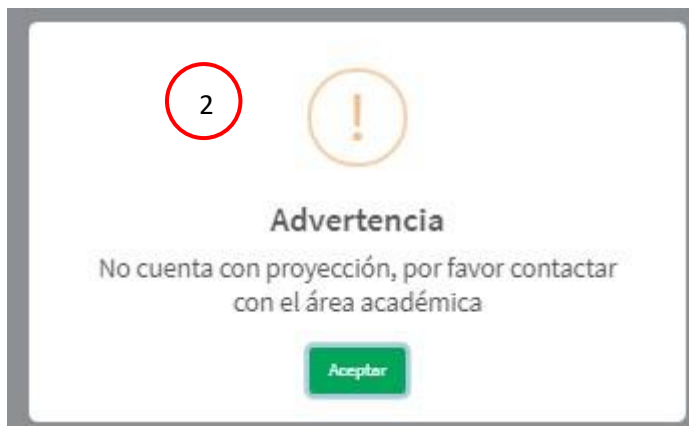 2
!
Advertencia
No cuenta con proyección, por favor contactar
con el área académica
Aceptar